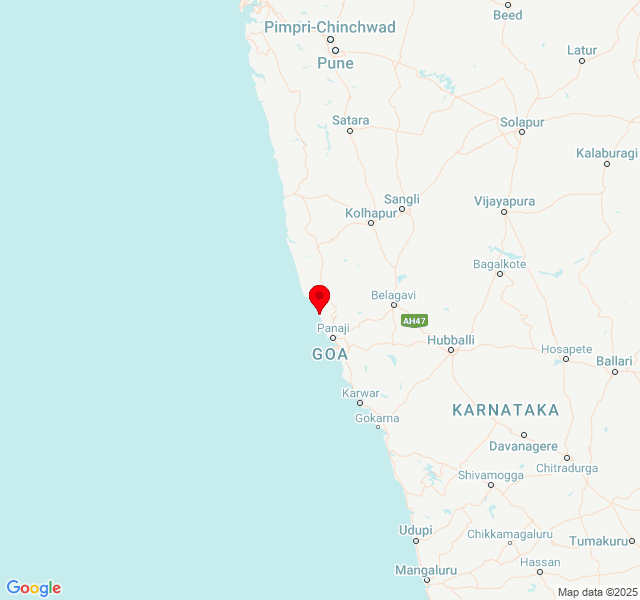 Beed
Pimpri-Chinchwad
Latur
Pune
Satara
Solapur
Kalaburagi
Sangli
Vijayapura
Kolhapur
Bagalkote
Belagavi
AH47
Panaji
GOA
Hubballi
Hosapete
Ballari
Karwar
KARNATAKA
Gokarna
Davanagere
Chitradurga
Shivamogga
Udupi
Chikkamagaluru
Tumakuru
Hassan
Mangaluru
Google
Map data ©2025